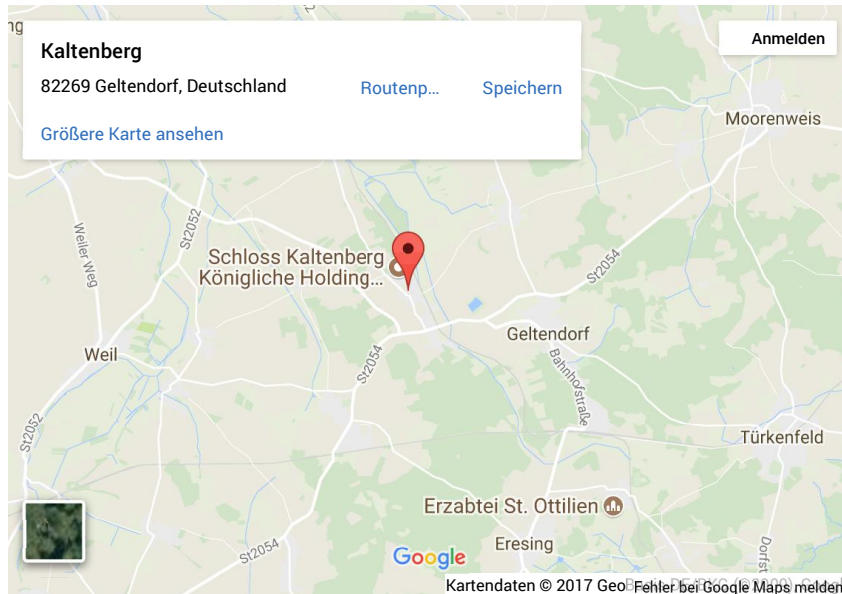 ng
Kaltenberg
Anmelden
82269 Geltendorf, Deutschland
Routenp...
Speichern
Größere Karte ansehen
Moorenweis
St2052
Weiler Weg
Schloss Kaltenberg
Königliche Holding...
St2054
Geltendorf
Weil
St2054
Bahnhofstraße
St2052
Türkenfeld
Erzabtei St. Ottilien
Eresing
St2054
Dorfst
Google
Kartendaten © 2017 Geo
Fehler bei Google Maps melden